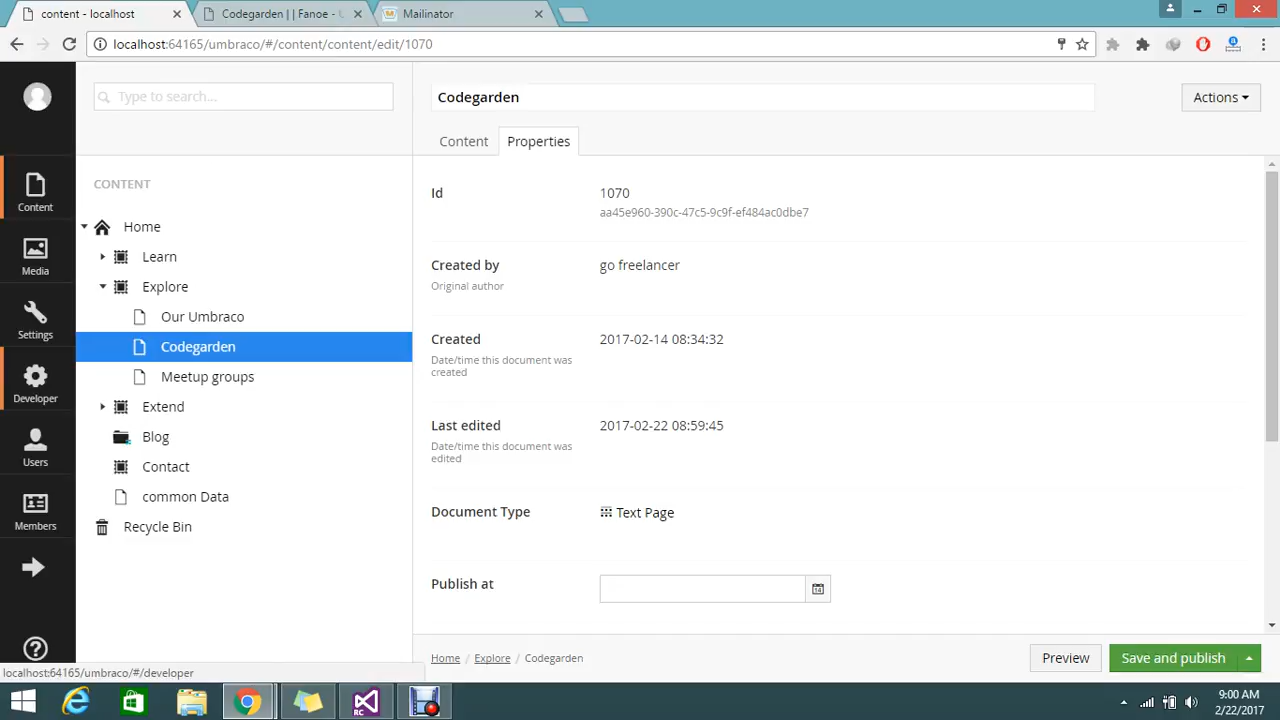 content - localhost
Codegarden | | Fanoe -
Mailinator
localhost:64165/umbraco/#/content/content/edit/1070
Type to search...
Codegarden
Actions
Content
Properties
CONTENT
Home
Learn
Explore
Our Umbraco
Codegarden
Meetup groups
Extend
Blog
Contact
common Data
Recycle Bin
Content
Media
Settings
Developer
Users
Members
Id
1070
aa45e960-390c-47c5-9c9f-ef484ac0dbe7
Created by
go freelancer
Original author
Created
2017-02-14 08:34:32
Date/time this document was
created
Last edited
2017-02-22 08:59:45
Date/time this document was
edited
Document Type
Text Page
Publish at
Home / Explore / Codegarden
Preview
Save and publish
localhost:64165/umbraco/#/developer
9:00 AM
2/22/2017